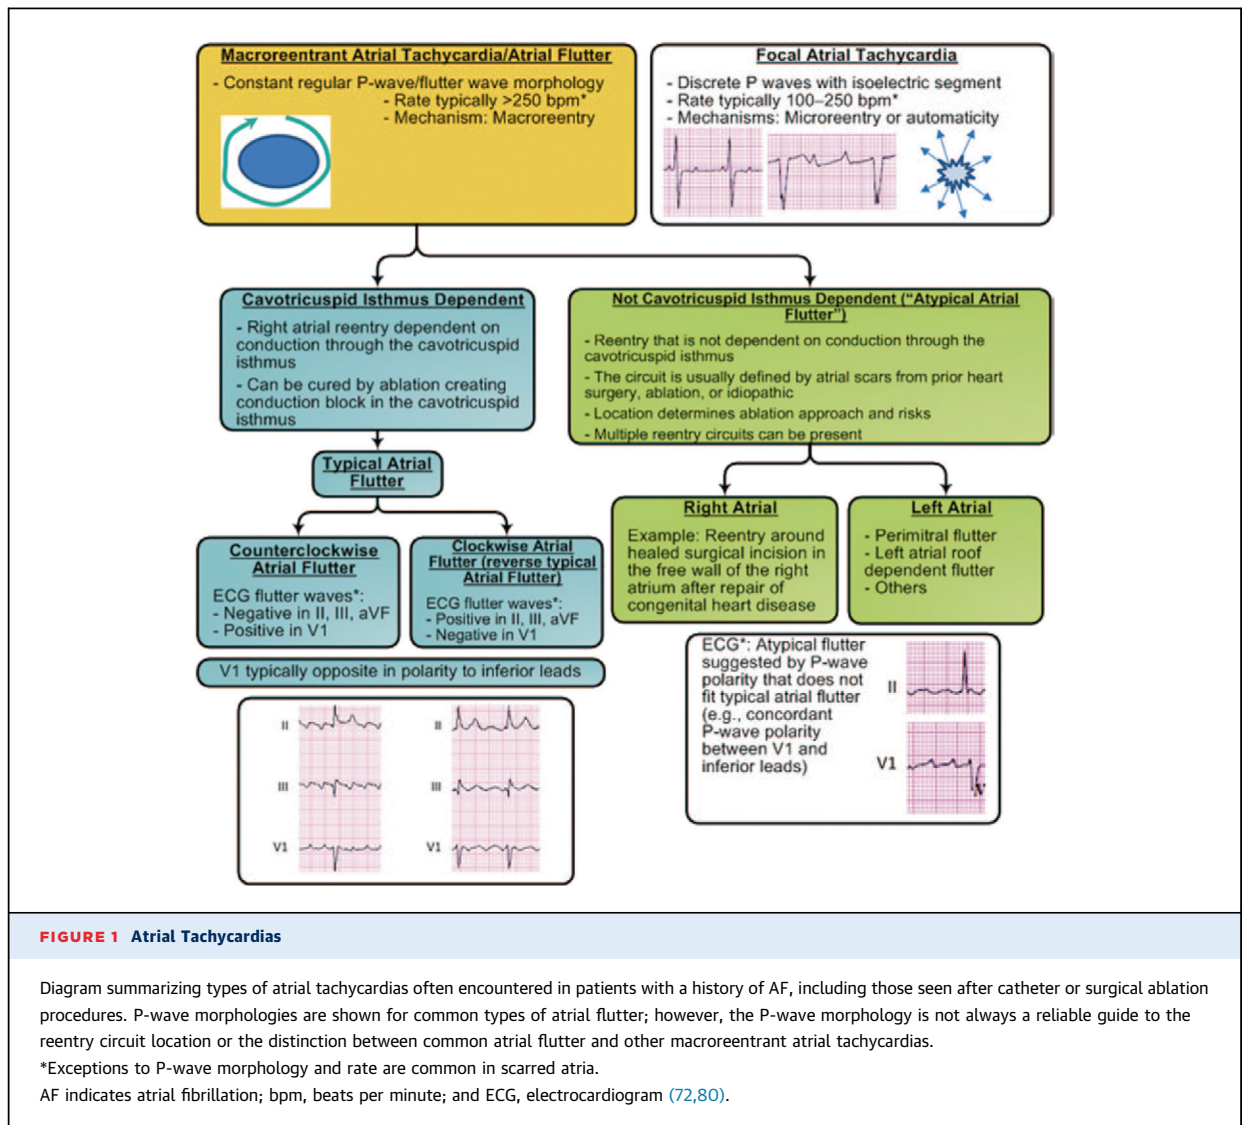 Macroreentrant Atrial Tachycardia/Atrial Flutter
- Constant regular P-wave/flutter wave morphology
- Rate typically >250 bpm*
- Mechanism: Macroreentry
Focal Atrial Tachycardia
- Discrete P waves with isoelectric segment
- Rate typically 100–250 bpm*
- Mechanisms: Microreentry or automaticity
Cavotricuspid Isthmus Dependent
- Right atrial reentry dependent on
conduction through the cavotricuspid
isthmus
- Can be cured by ablation creating
conduction block in the cavotricuspid
isthmus
Not Cavotricuspid Isthmus Dependent (“Atypical Atrial
Flutter”)
- Reentry that is not dependent on conduction through the
cavotricuspid isthmus
- The circuit is usually defined by atrial scars from prior heart
surgery, ablation, or idiopathic
- Location determines ablation approach and risks
- Multiple reentry circuits can be present
Typical Atrial
Flutter
Counterclockwise
Atrial Flutter
ECG flutter waves*:
- Negative in II, III, aVF
- Positive in V1
Clockwise Atrial
Flutter (reverse typical
Atrial Flutter)
ECG flutter waves*:
- Positive in II, III, aVF
- Negative in V1
V1 typically opposite in polarity to inferior leads
II
III
V1
II
III
V1
Right Atrial
Example: Reentry around
healed surgical incision in
the free wall of the right
atrium after repair of
congenital heart disease
Left Atrial
- Perimitral flutter
- Left atrial roof
dependent flutter
- Others
ECG*: Atypical flutter
suggested by P-wave
polarity that does not
fit typical atrial flutter
(e.g., concordant
P-wave polarity
between V1 and
inferior leads)
II
V1
FIGURE 1 Atrial Tachycardias
Diagram summarizing types of atrial tachycardias often encountered in patients with a history of AF, including those seen after catheter or surgical ablation
procedures. P-wave morphologies are shown for common types of atrial flutter; however, the P-wave morphology is not always a reliable guide to the
reentry circuit location or the distinction between common atrial flutter and other macroreentrant atrial tachycardias.
*Exceptions to P-wave morphology and rate are common in scarred atria.
AF indicates atrial fibrillation; bpm, beats per minute; and ECG, electrocardiogram (72,80).